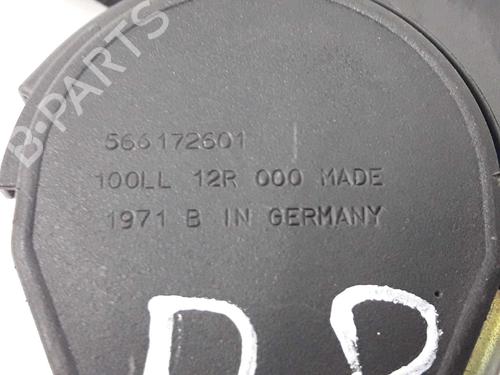 B-PARTS
566172601
100LL 12R 000 MADE
1971 B IN GERMANY